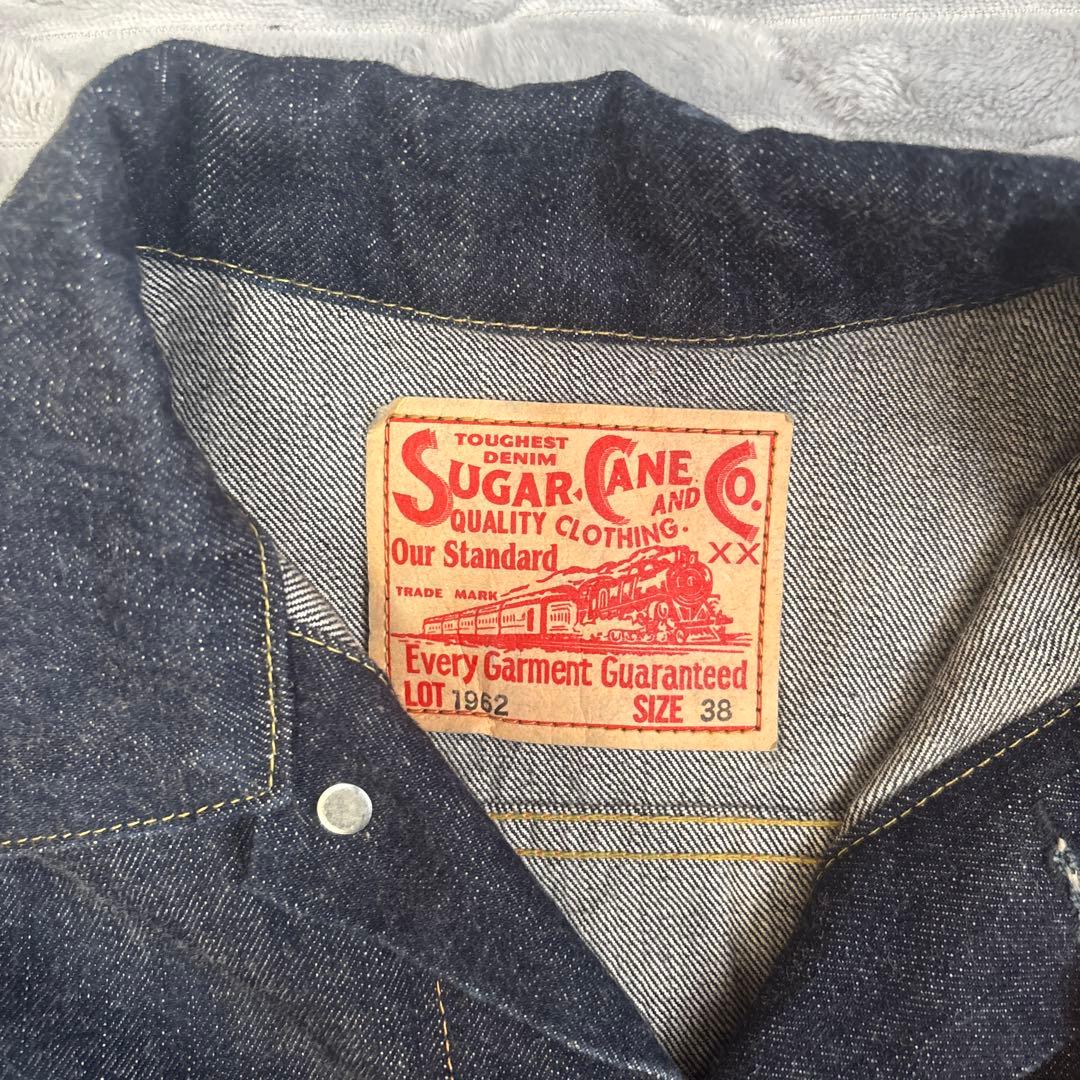 TOUGHEST
DENIM
SUGAR CANE CO.
AND
QUALITY CLOTHING.
Our Standard
XX
TRADE MARK
Every Garment Guaranteed
LOT 1962 SIZE 38